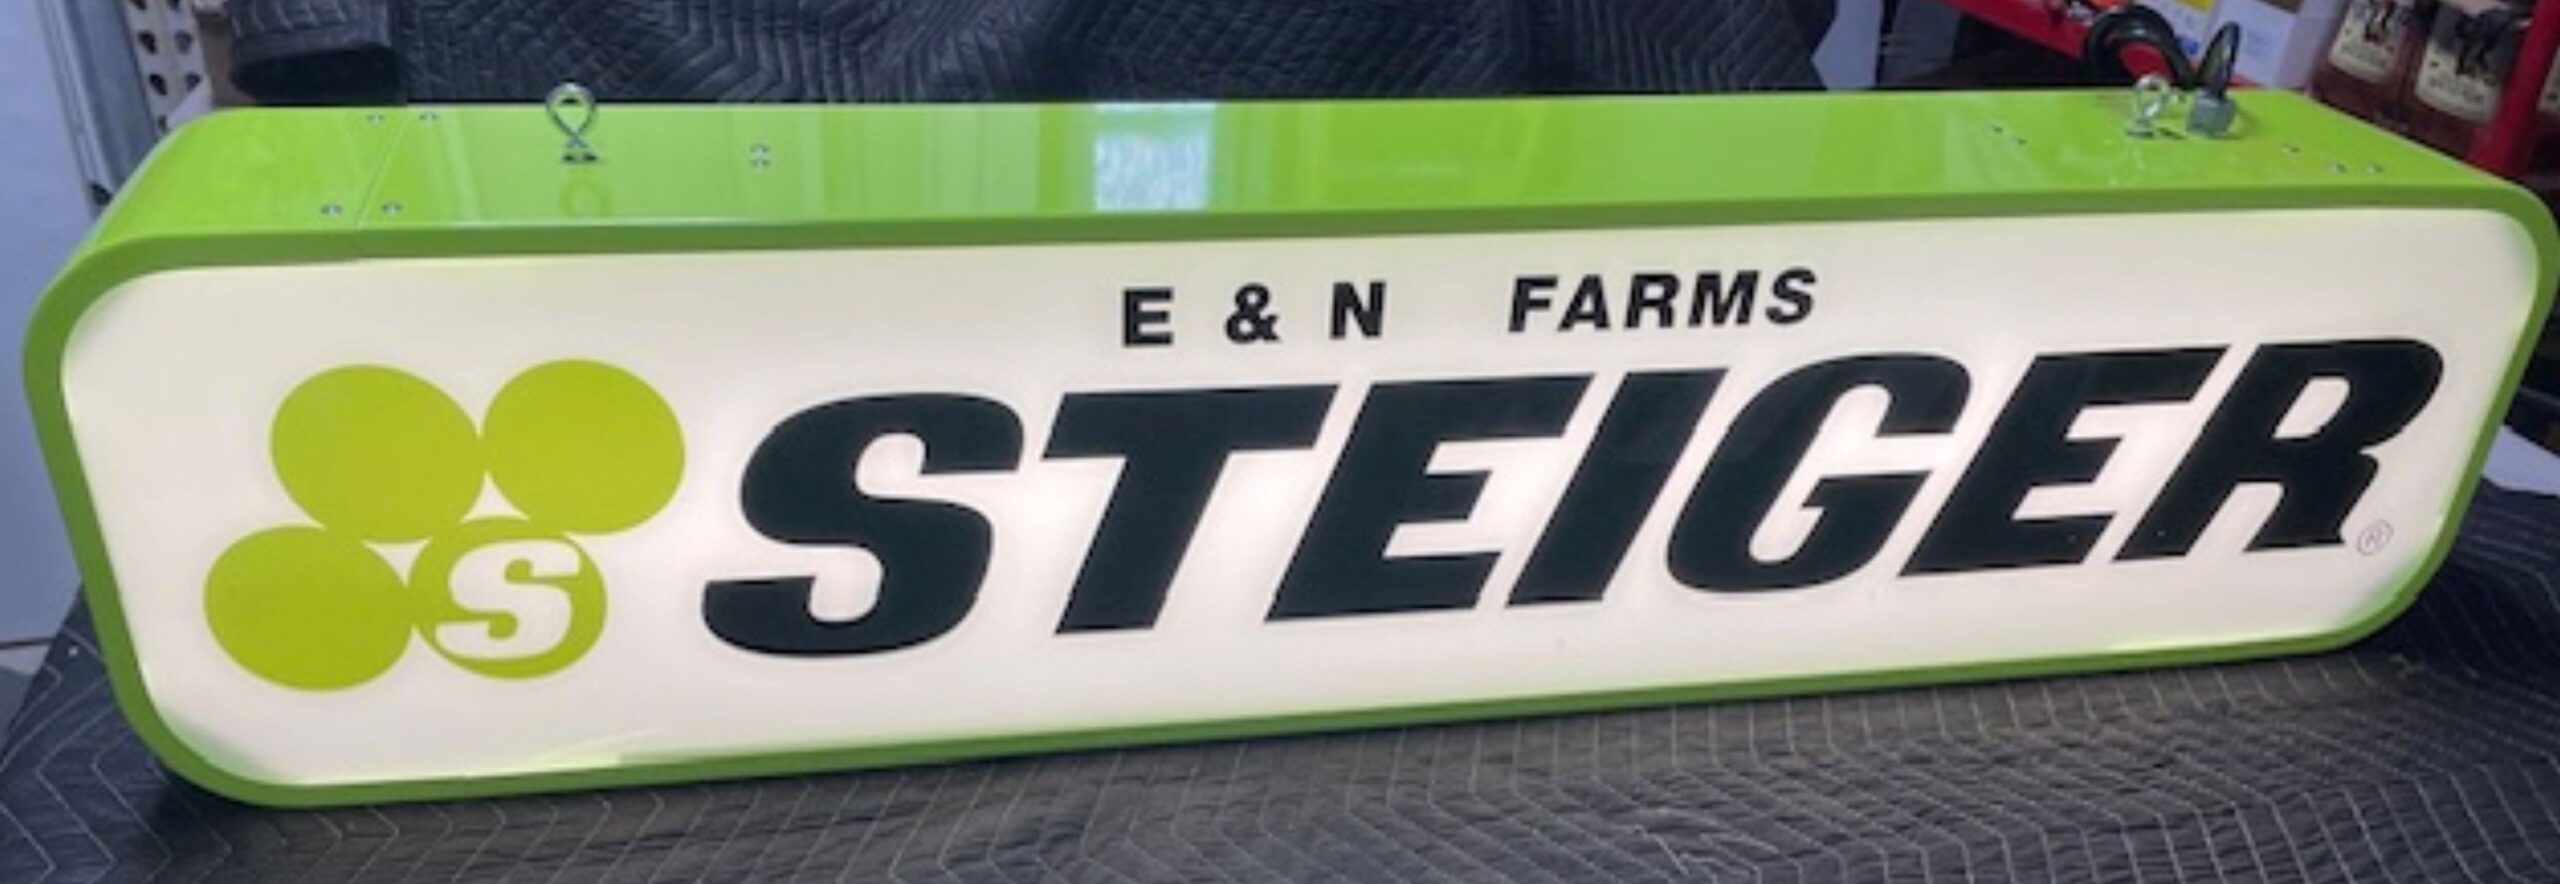 E & N FARMS
S STEIGER®